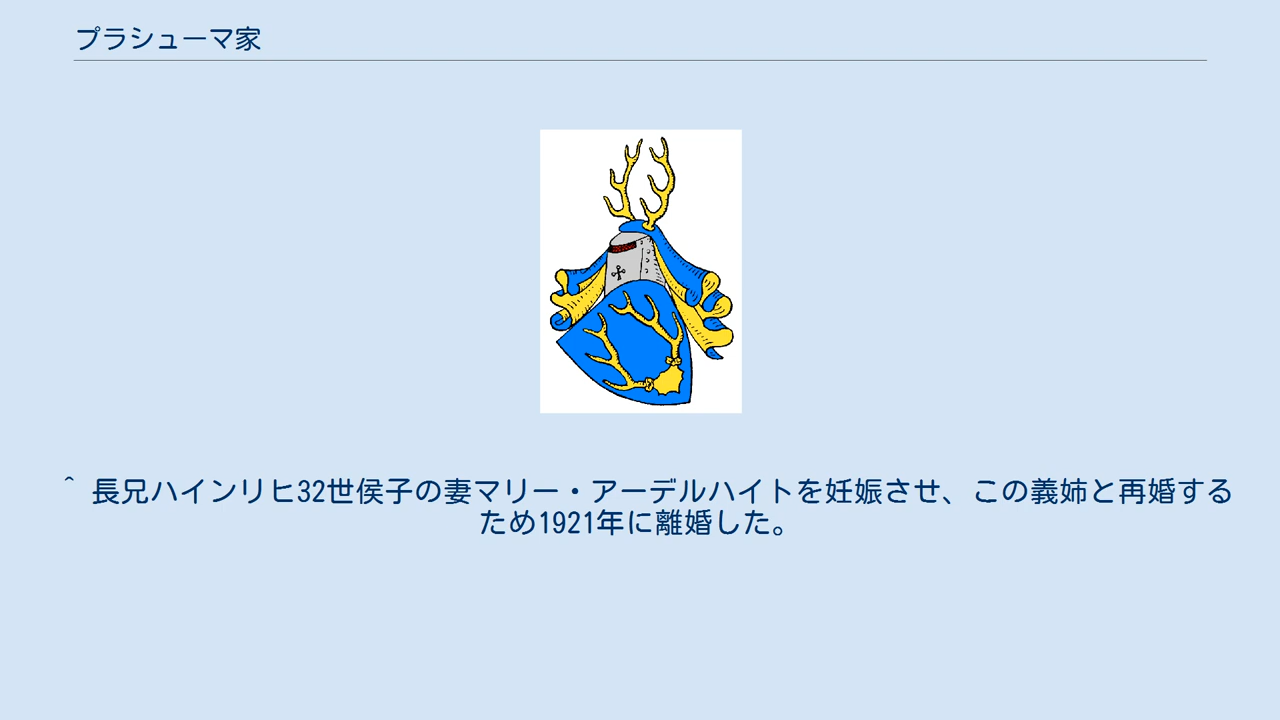 プラシューマ家
^ 長兄ハインリヒ32世侯子の妻マリー・アーデルハイトを妊娠させ、この義姉と再婚する
ため1921年に離婚した。